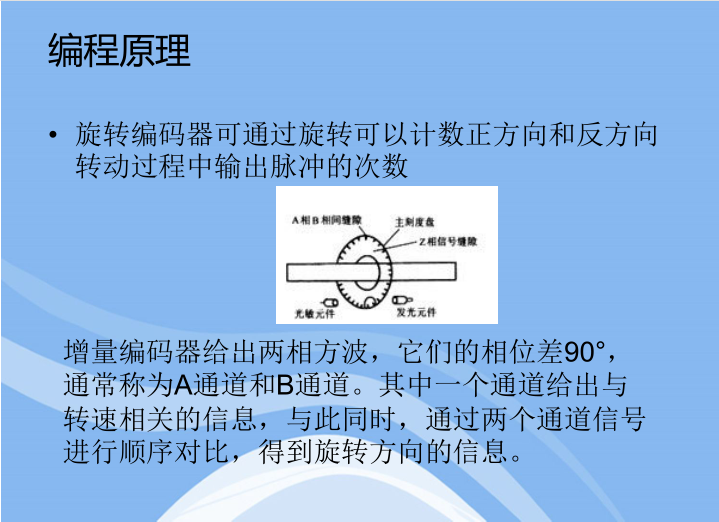 编程原理
• 旋转编码器可通过旋转可以计数正方向和反方向
转动过程中输出脉冲的次数
A相B相间缝隙
主刻度盘
Z相信号缝隙
光敏元件
发光元件
增量编码器给出两相方波，它们的相位差90°，
通常称为A通道和B通道。其中一个通道给出与
转速相关的信息，与此同时，通过两个通道信号
进行顺序对比，得到旋转方向的信息。